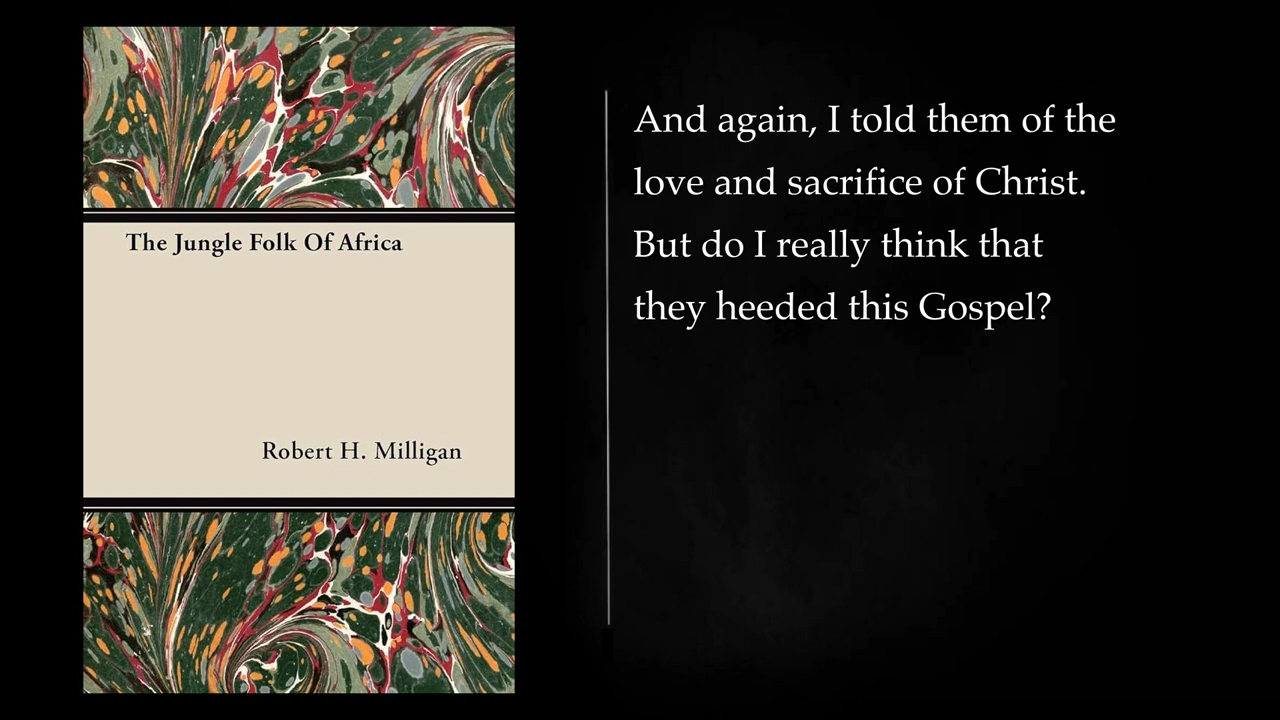 The Jungle Folk Of Africa
Robert H. Milligan
And again, I told them of the
love and sacrifice of Christ.
But do I really think that
they heeded this Gospel?